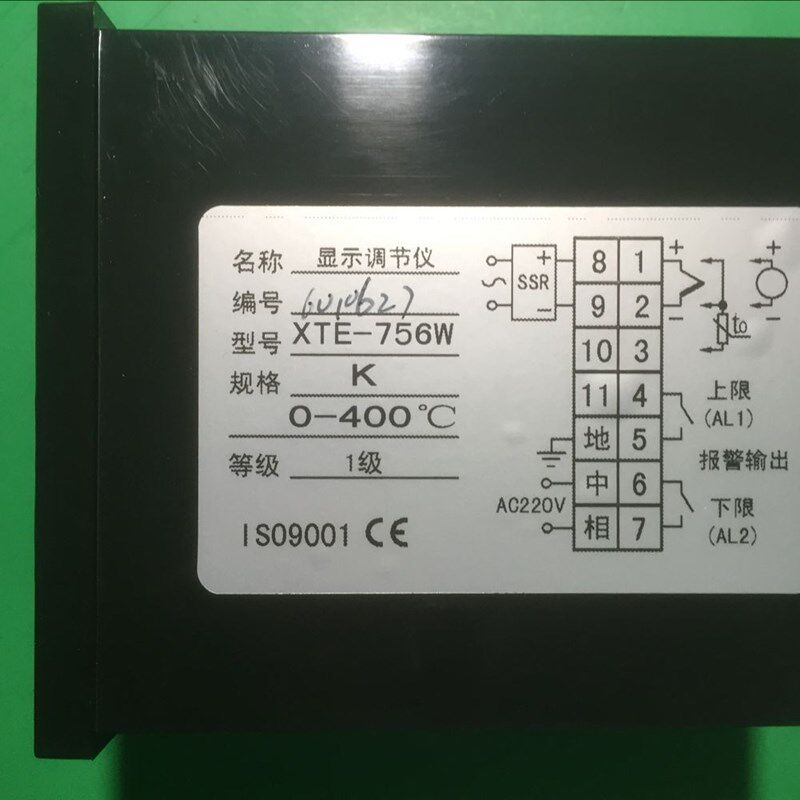 名称 显示调节仪
编号
型号 XTE-756W
规格 K
0-400℃
等级 1级
ISO9001 CE
+ SSR −
8 1
9 2
10 3
11 4
地 5
中 6
相 7
AC220V
+
−
to
+
−
上限
(AL1)
报警输出
下限
(AL2)